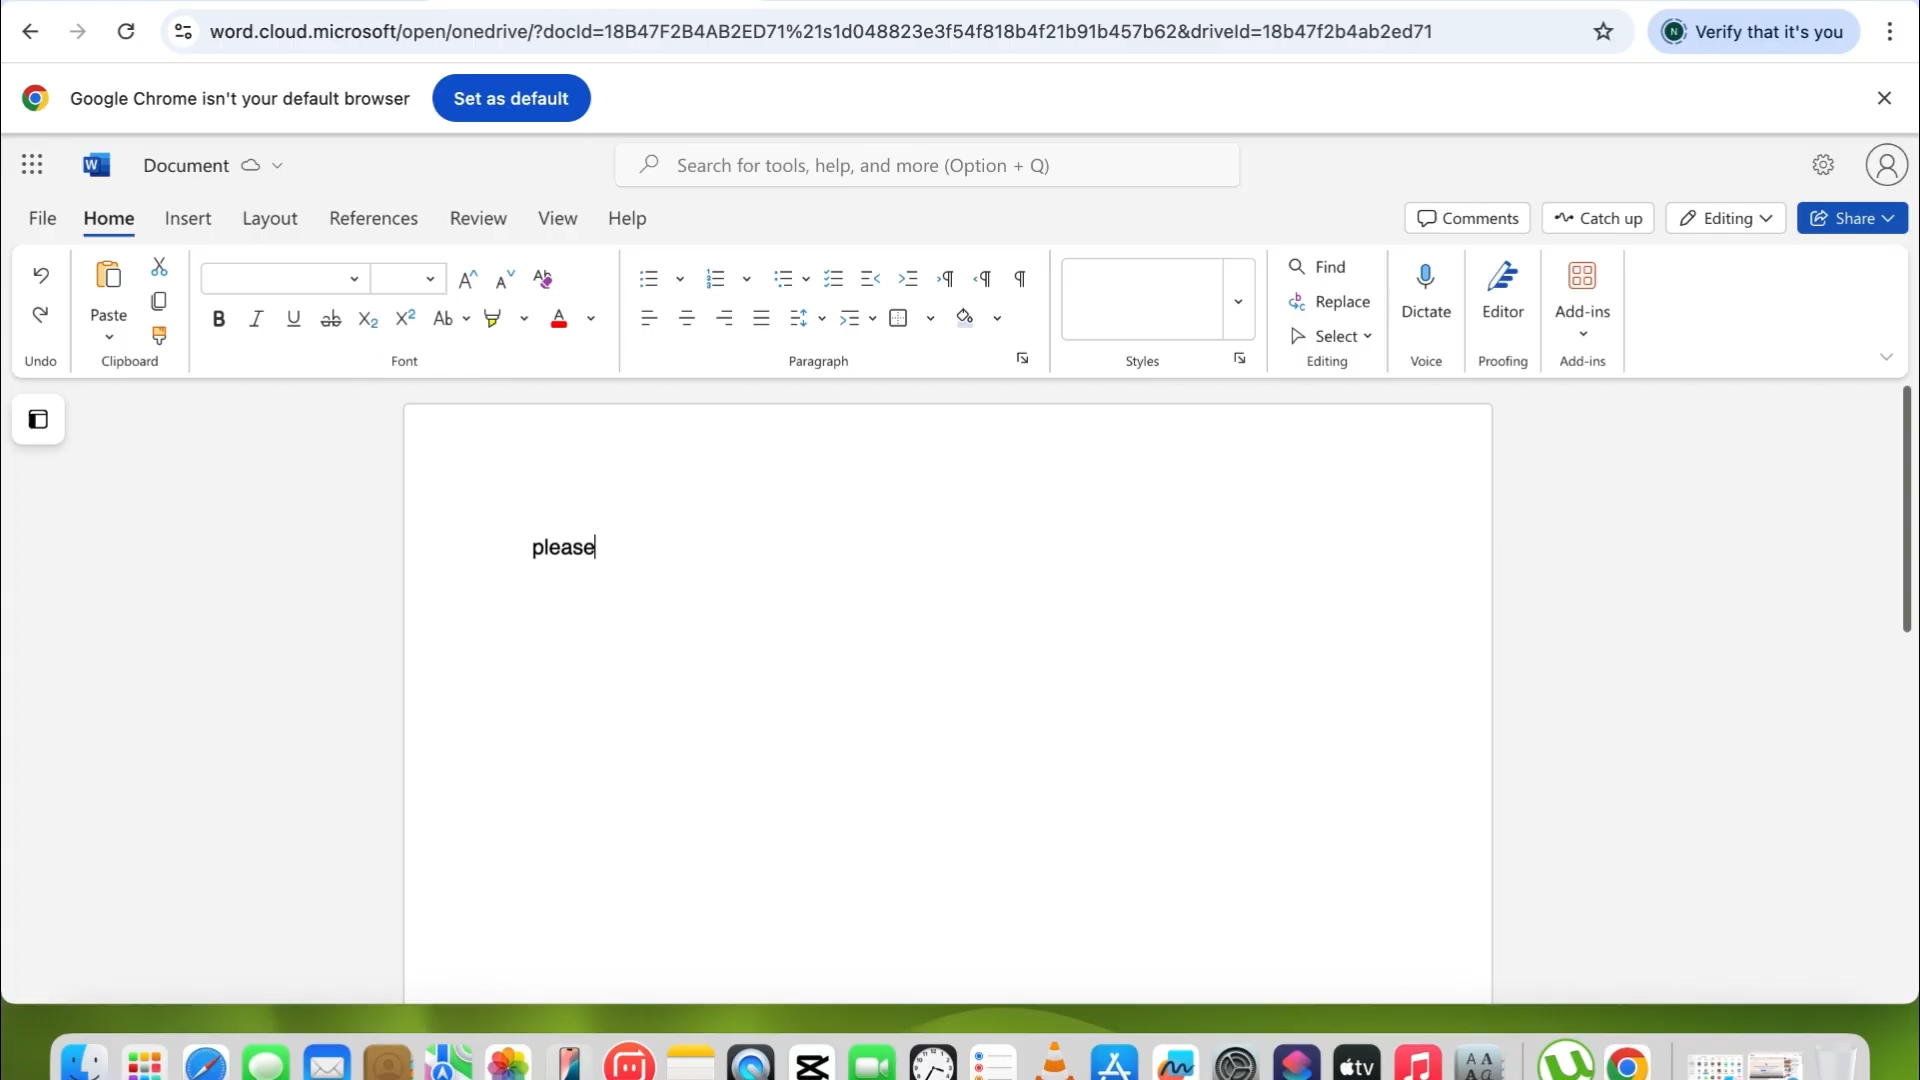 word.cloud.microsoft/open/onedrive/?docId=18B47F2B4AB2ED71%21s1d048823e3f54f818b4f21b91b457b62&driveId=18b47f2b4ab2ed71
N Verify that it's you
Google Chrome isn't your default browser Set as default
W Document Search for tools, help, and more (Option + Q)
File Home Insert Layout References Review View Help Comments Catch up Editing Share
Paste
Find
Replace
Select
Dictate Editor Add-ins
Undo Clipboard Font Paragraph Styles Editing Voice Proofing Add-ins
please
tv